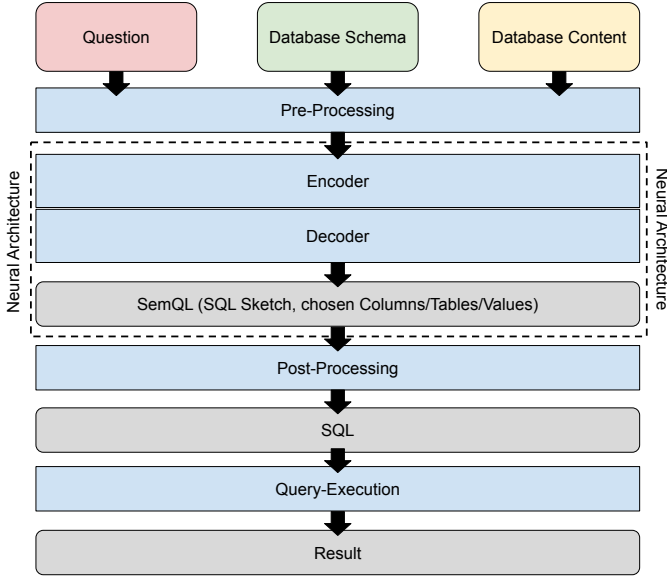 Question
Database Schema
Database Content
Pre-Processing
Neural Architecture
Encoder
Neural Architecture
Decoder
SemQL (SQL Sketch, chosen Columns/Tables/Values)
Post-Processing
SQL
Query-Execution
Result